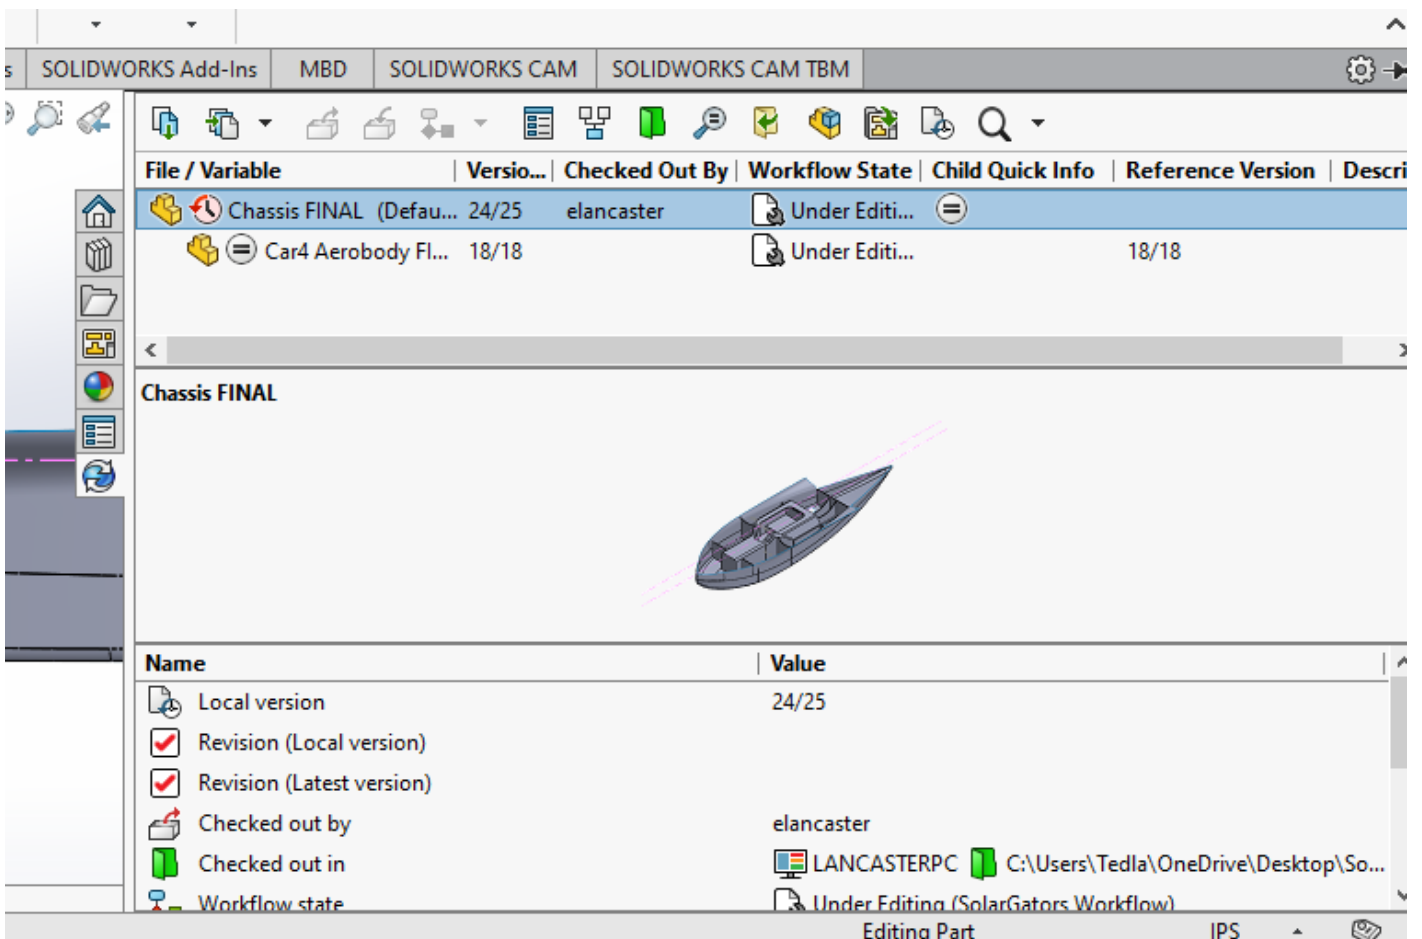 s SOLIDWORKS Add-Ins MBD SOLIDWORKS CAM SOLIDWORKS CAM TBM
File / Variable Versio... Checked Out By Workflow State Child Quick Info Reference Version Descri
Chassis FINAL (Defau... 24/25 elancaster Under Editi...
Car4 Aerobody Fl... 18/18 Under Editi... 18/18
Chassis FINAL
Name Value
Local version 24/25
Revision (Local version)
Revision (Latest version)
Checked out by elancaster
Checked out in LANCASTERPC C:\Users\Tedla\OneDrive\Desktop\So...
Workflow state Under Editing (SolarGators Workflow)
Editing Part IPS